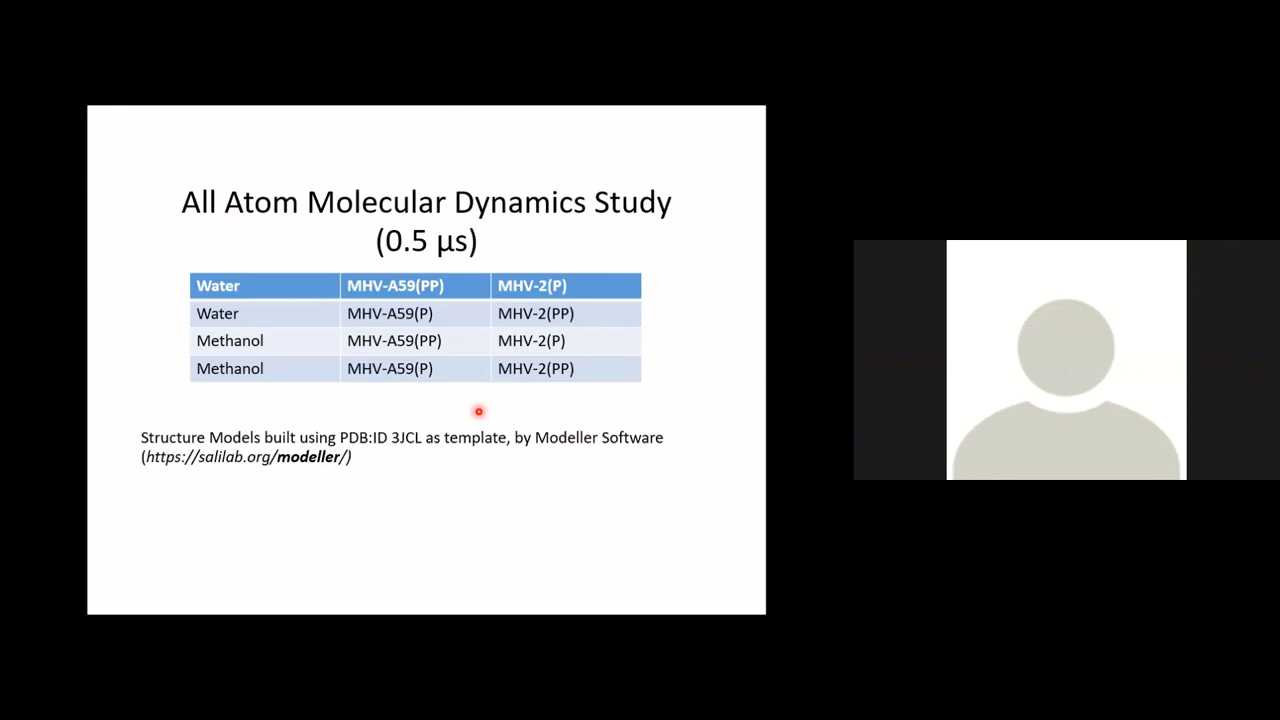 All Atom Molecular Dynamics Study
(0.5 µs)
Water MHV-A59(PP) MHV-2(P)
Water MHV-A59(P) MHV-2(PP)
Methanol MHV-A59(PP) MHV-2(P)
Methanol MHV-A59(P) MHV-2(PP)
Structure Models built using PDB:ID 3JCL as template, by Modeller Software
(https://salilab.org/modeller/)